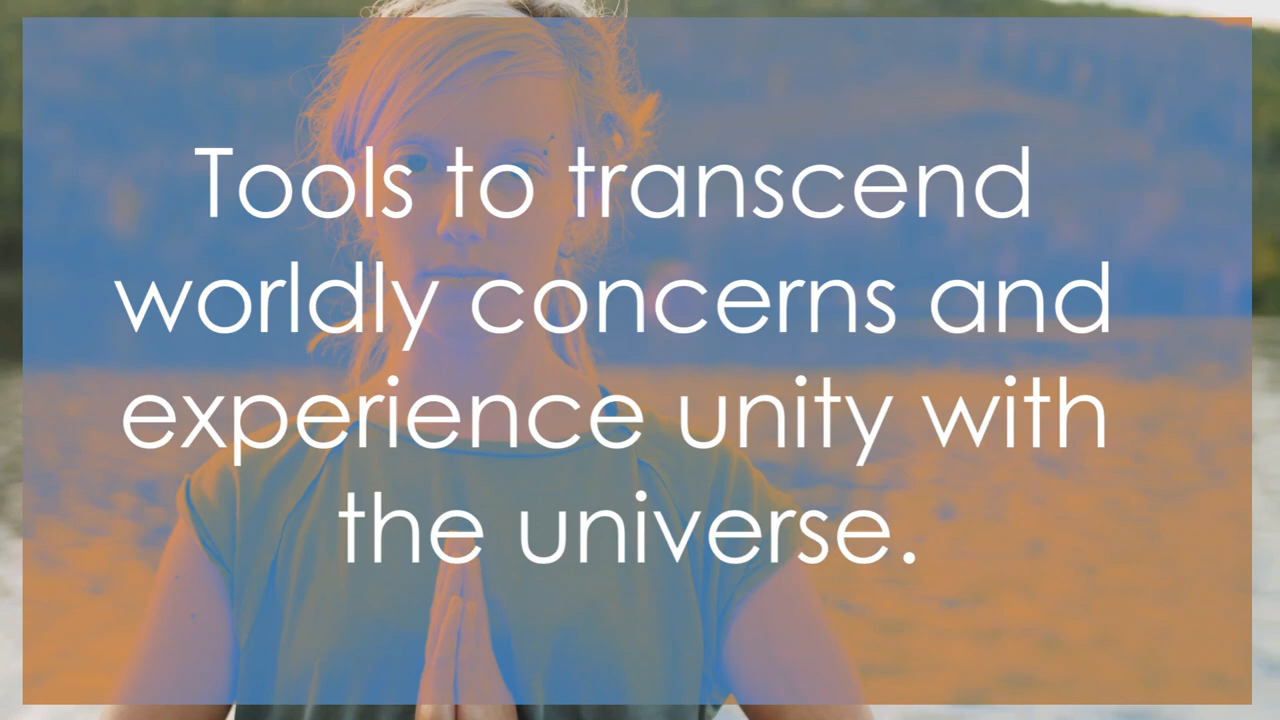 Tools to transcend
worldly concerns and
experience unity with
the universe.